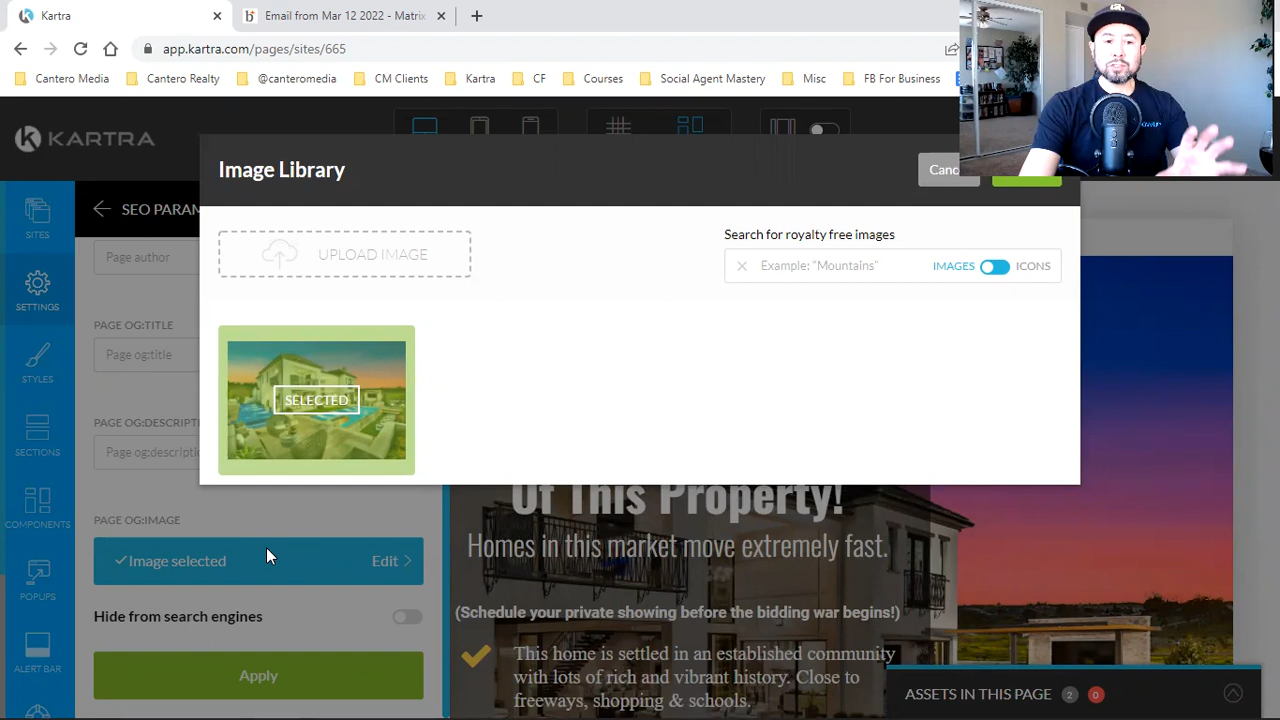 Kartra
Email from Mar 12 2022 - Matrix
app.kartra.com/pages/sites/665
Cantero Media
Cantero Realty
@canteromedia
CM Clients
Kartra
CF
Courses
Social Agent Mastery
Misc
FB For Business
KARTRA
Image Library
Canc
SITES
SETTINGS
STYLES
SECTIONS
COMPONENTS
POPUPS
ALERT BAR
SEO PARAM
Page author
PAGE OG:TITLE
Page og:title
PAGE OG:DESCRIPTI
Page og:descriptio
PAGE OG:IMAGE
Image selected
Edit
Hide from search engines
Apply
UPLOAD IMAGE
Search for royalty free images
Example: "Mountains"
IMAGES
ICONS
SELECTED
Of This Property!
Homes in this market move extremely fast.
(Schedule your private showing before the bidding war begins!)
This home is settled in an established community
with lots of rich and vibrant history. Close to
freeways, shopping & schools.
ASSETS IN THIS PAGE 2 0